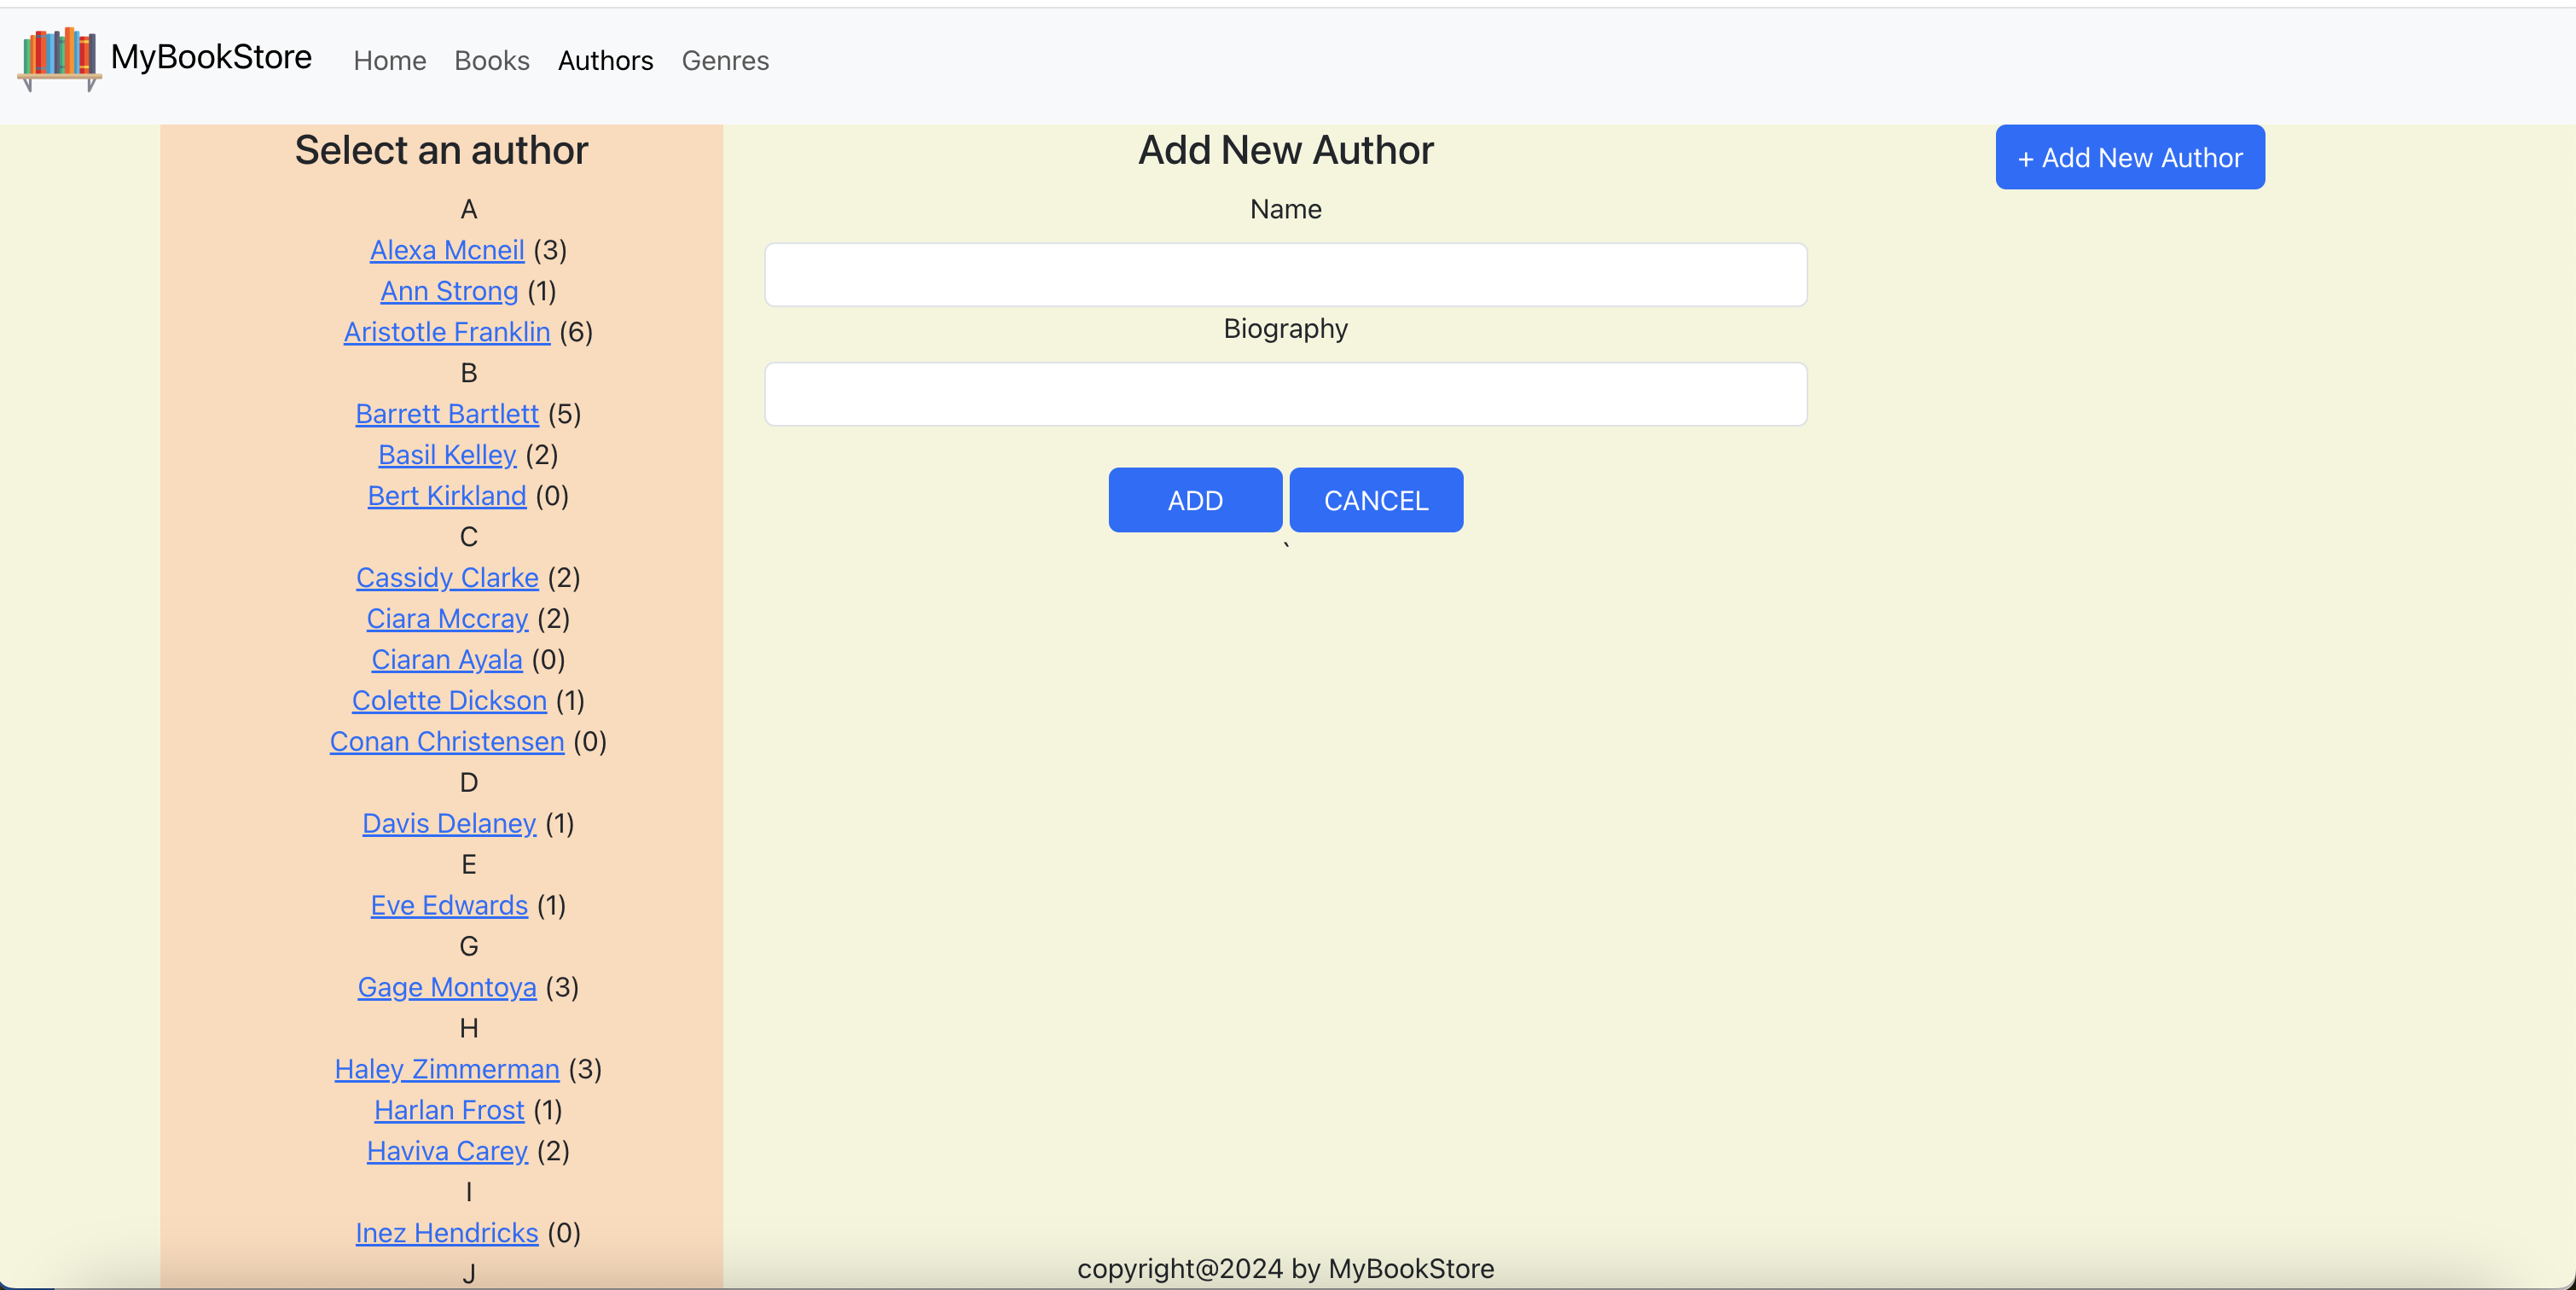 MyBookStore Home Books Authors Genres
Select an author
A
Alexa Mcneil (3)
Ann Strong (1)
Aristotle Franklin (6)
B
Barrett Bartlett (5)
Basil Kelley (2)
Bert Kirkland (0)
C
Cassidy Clarke (2)
Ciara Mccray (2)
Ciaran Ayala (0)
Colette Dickson (1)
Conan Christensen (0)
D
Davis Delaney (1)
E
Eve Edwards (1)
G
Gage Montoya (3)
H
Haley Zimmerman (3)
Harlan Frost (1)
Haviva Carey (2)
I
Inez Hendricks (0)
J
Add New Author
Name
Biography
ADD CANCEL
`
+ Add New Author
copyright@2024 by MyBookStore